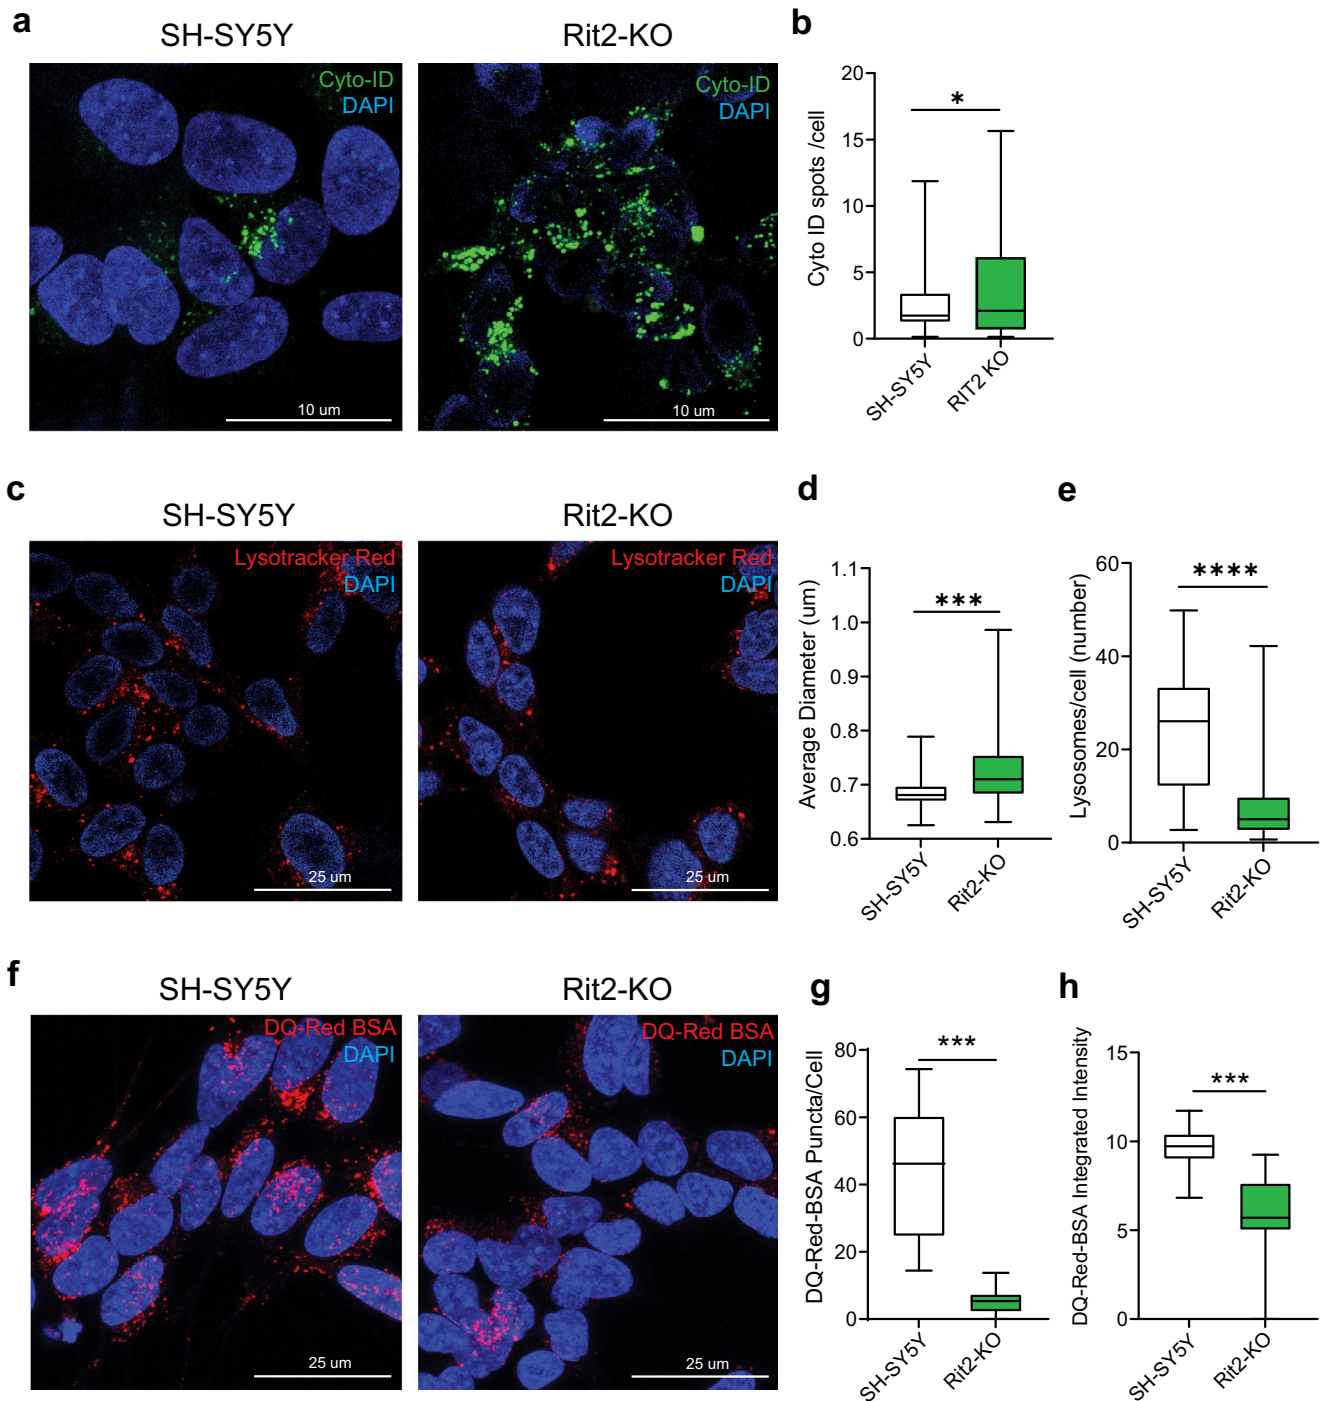 a
SH-SY5Y
Rit2-KO
Cyto-ID
DAPI
10 um
Cyto-ID
DAPI
10 um
b
Cyto ID spots /cell
20
15
10
5
0
*
SH-SY5Y
RIT2 KO
c
SH-SY5Y
Rit2-KO
Lysotracker Red
DAPI
25 um
Lysotracker Red
DAPI
25 um
d
Average Diameter (um)
1.1
1.0
0.9
0.8
0.7
0.6
***
SH-SY5Y
Rit2-KO
e
Lysosomes/cell (number)
60
40
20
0
****
SH-SY5Y
Rit2-KO
f
SH-SY5Y
Rit2-KO
DQ-Red BSA
DAPI
25 um
DQ-Red BSA
DAPI
25 um
g
DQ-Red-BSA Puncta/Cell
80
60
40
20
0
***
SH-SY5Y
Rit2-KO
h
DQ-Red-BSA Integrated Intensity
15
10
5
0
***
SH-SY5Y
Rit2-KO